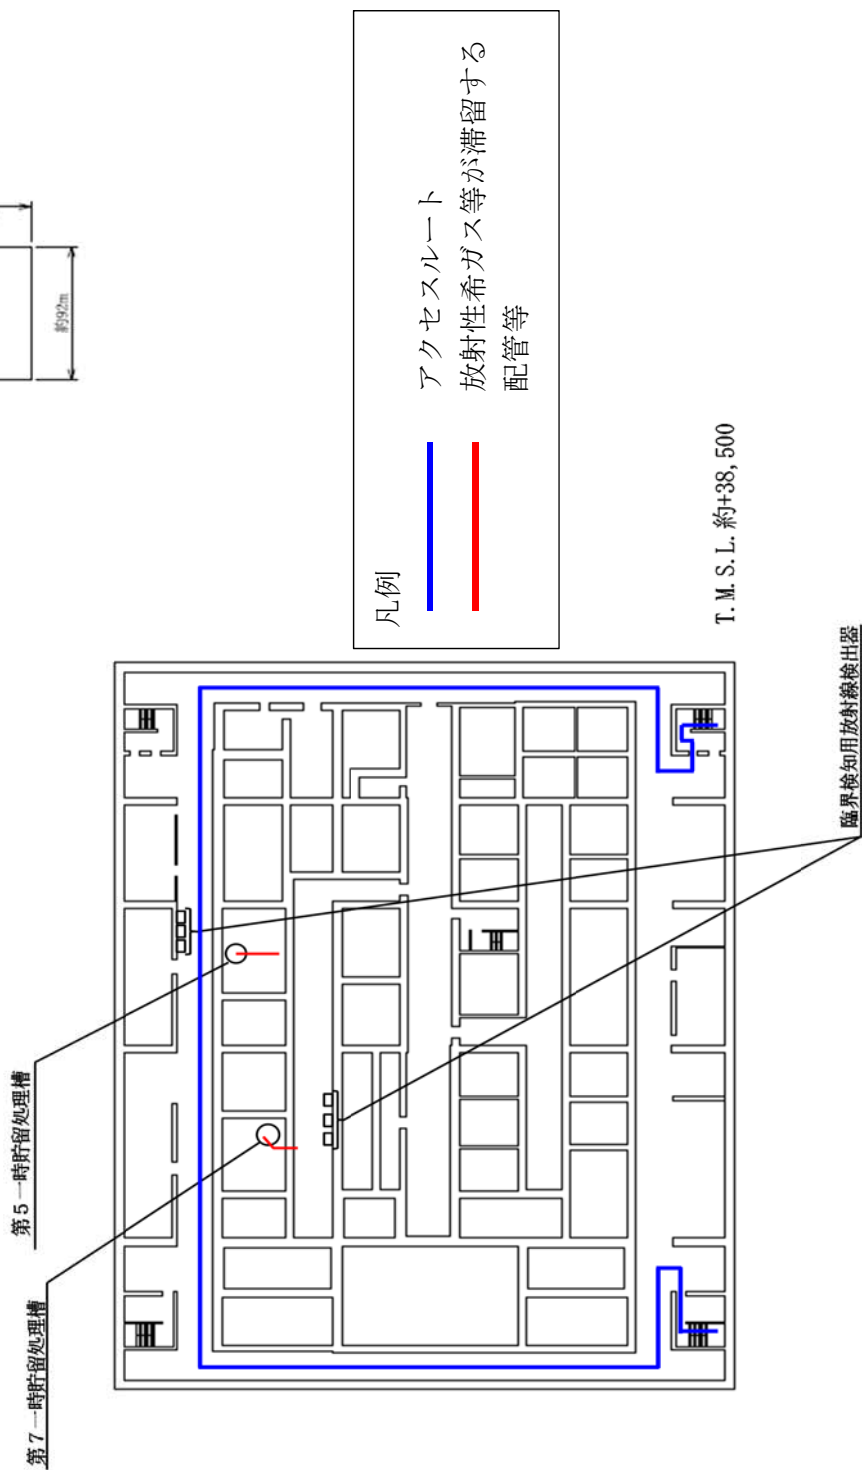 約92m
凡例
アクセスルート
放射性希ガス等が滞留する
配管等
T.M.S.L.約+38,500
第5一時貯留処理槽
第7一時貯留処理槽
臨界検知用放射線検出器